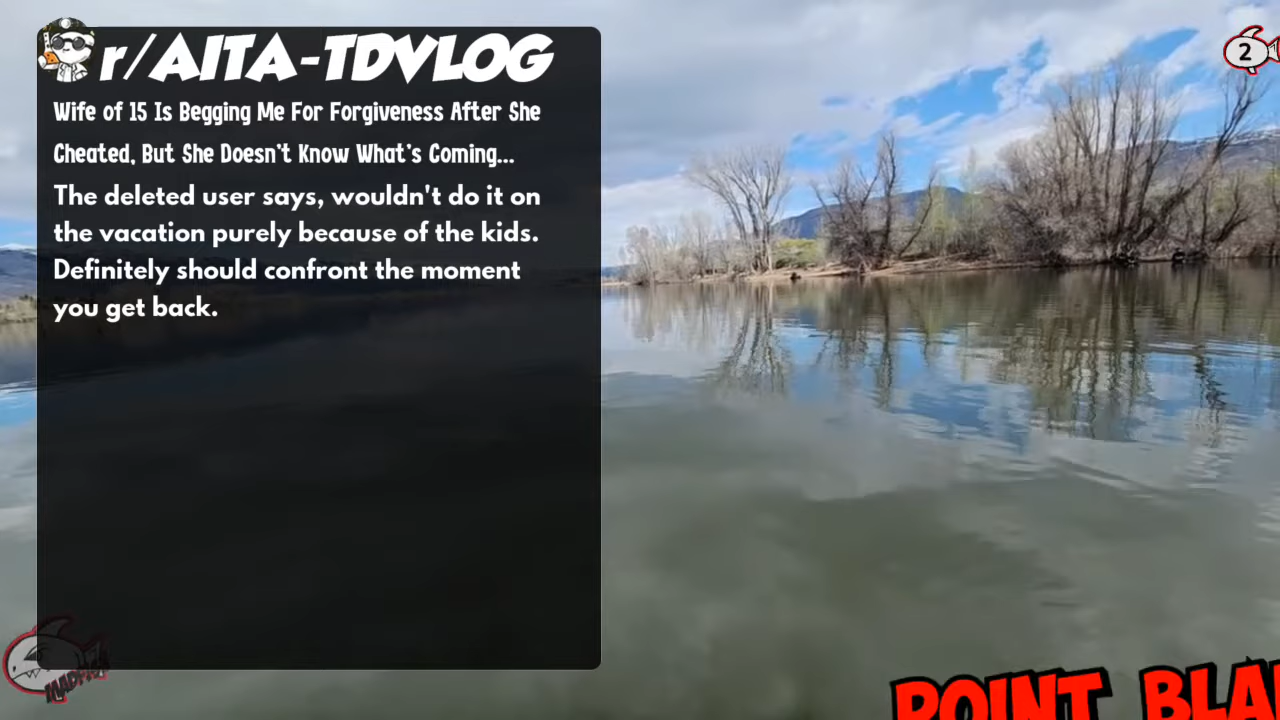 r/AITA-TDVLOG
2
Wife of 15 Is Begging Me For Forgiveness After She
Cheated, But She Doesn't Know What's Coming...
The deleted user says, wouldn't do it on
the vacation purely because of the kids.
Definitely should confront the moment
you get back.
POINT BLA